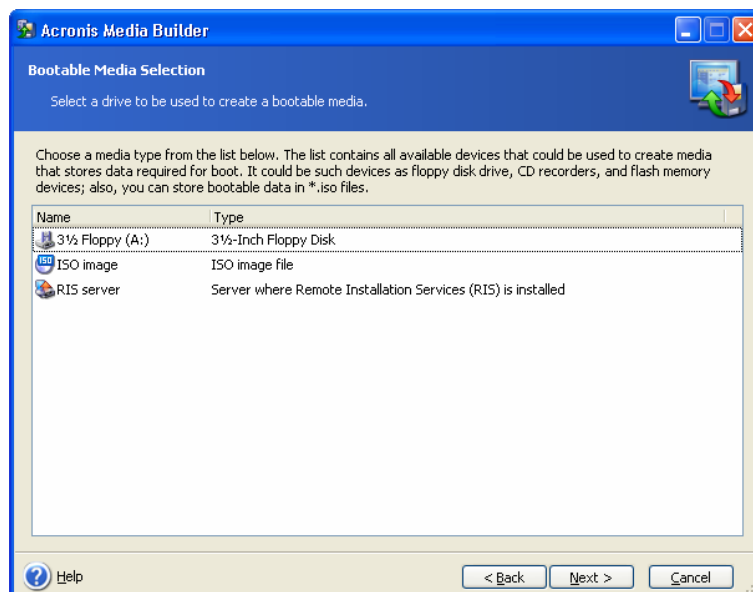 Acronis Media Builder
Bootable Media Selection
Select a drive to be used to create a bootable media.
Choose a media type from the list below. The list contains all available devices that could be used to create media
that stores data required for boot. It could be such devices as floppy disk drive, CD recorders, and flash memory
devices; also, you can store bootable data in *.iso files.
Name Type
3½ Floppy (A:) 3½-Inch Floppy Disk
ISO image ISO image file
RIS server Server where Remote Installation Services (RIS) is installed
Help < Back Next > Cancel